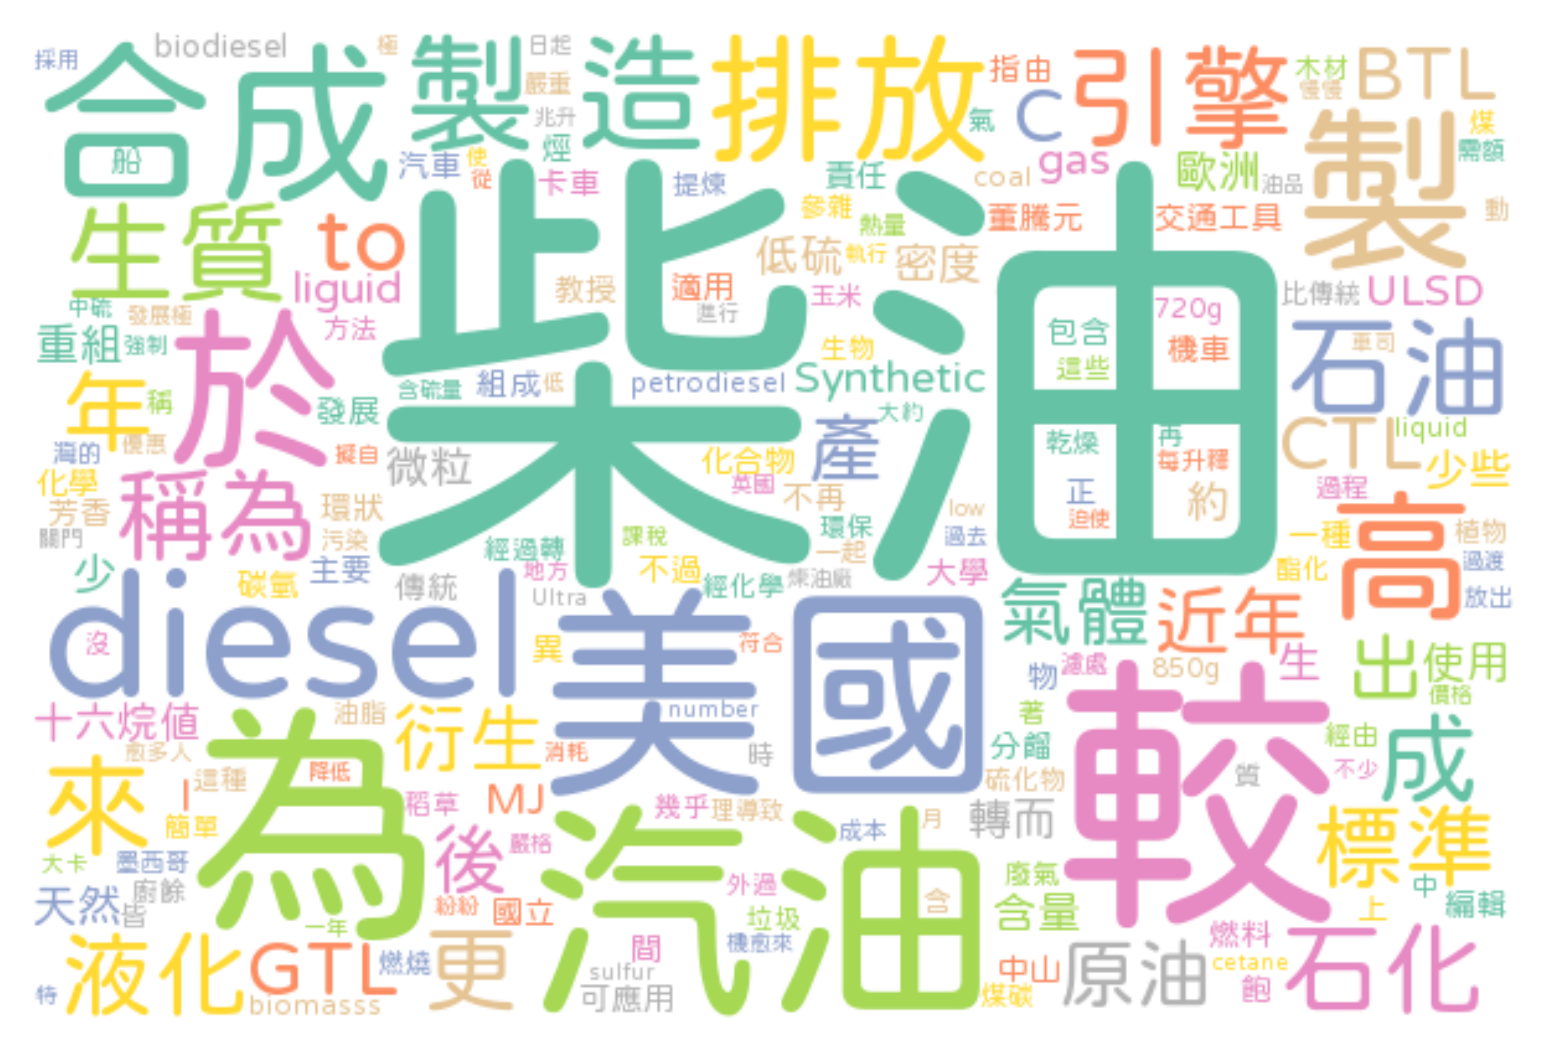 採用
biodiesel
極
日起
合成
製造
排放
引擎
BTL
嚴重
兆升
指由
木材
慢慢
C
氣
煤
需額
船
汽車
使
從
烴
卡車
提煉
責任
coal
gas
歐洲
油品
製
動
生質
to
柴油
參雜
熱量
董騰元
交通工具
liguid
低硫
執行
密度
教授
適用
玉米
進行
720g
比傳統
ULSD
中硫
發展極
方法
重組
強制
於
生物
包含
這些
機車
石油
車司
年
稱
發展
含硫量
組成
低
petrodiesel
Synthetic
大約
灣的
優惠
擬自
微粒
化合物
產
乾燥
再
每升釋
CTL
liquid
少些
化學
芳香
稱為
環狀
英國
不再
low
正
迫使
約
過程
高
關門
污染
課稅
環保
一起
過去
一種
植物
少
碳氫
主要
傳統
經過轉
地方
不過
經化學
煉油廠
大學
酯化
過渡
Ultra
氣體
近年
放出
diesel
沒
美國
異
符合
物
濾處
850g
生
出
使用
價格
十六烷值
油脂
衍生
number
著
較
愈多人
消耗
時
分餾
經由
成
來
這種
降低
為
硫化物
質
不少
I
簡單
稻草
MJ
幾乎
理導致
成本
月
轉而
標準
大卡
墨西哥
後
嚴格
汽油
外過
廢氣
中
天然
廚餘
皆
粉粉
國立
垃圾
含
含量
上
編輯
一年
機愈來
液化
GTL
燃燒
更
間
sulfur
可應用
中山
煤碳
原油
燃料
cetane
飽
石化
特
biomasss